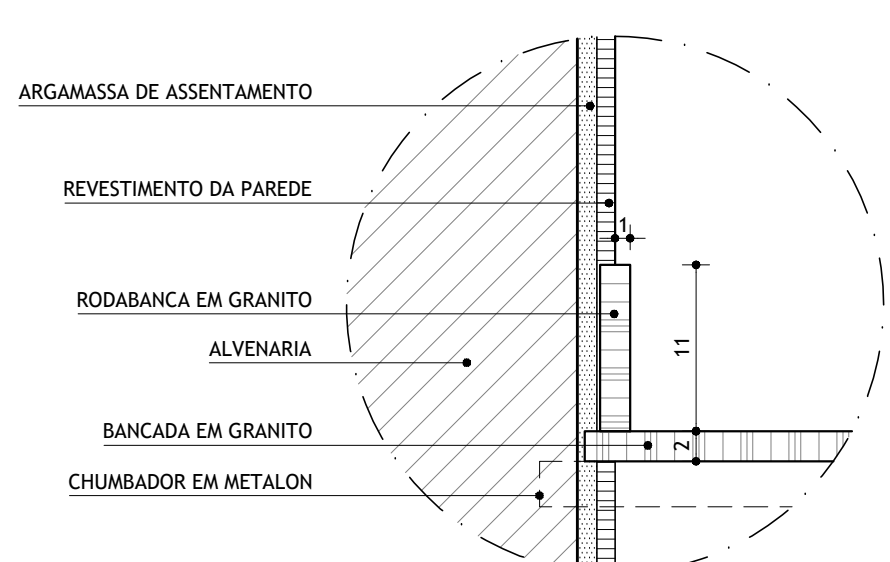 ARGAMASSA DE ASSENTAMENTO
REVESTIMENTO DA PAREDE
1
RODABANCA EM GRANITO
11
ALVENARIA
BANCADA EM GRANITO
2
CHUMBADOR EM METALON